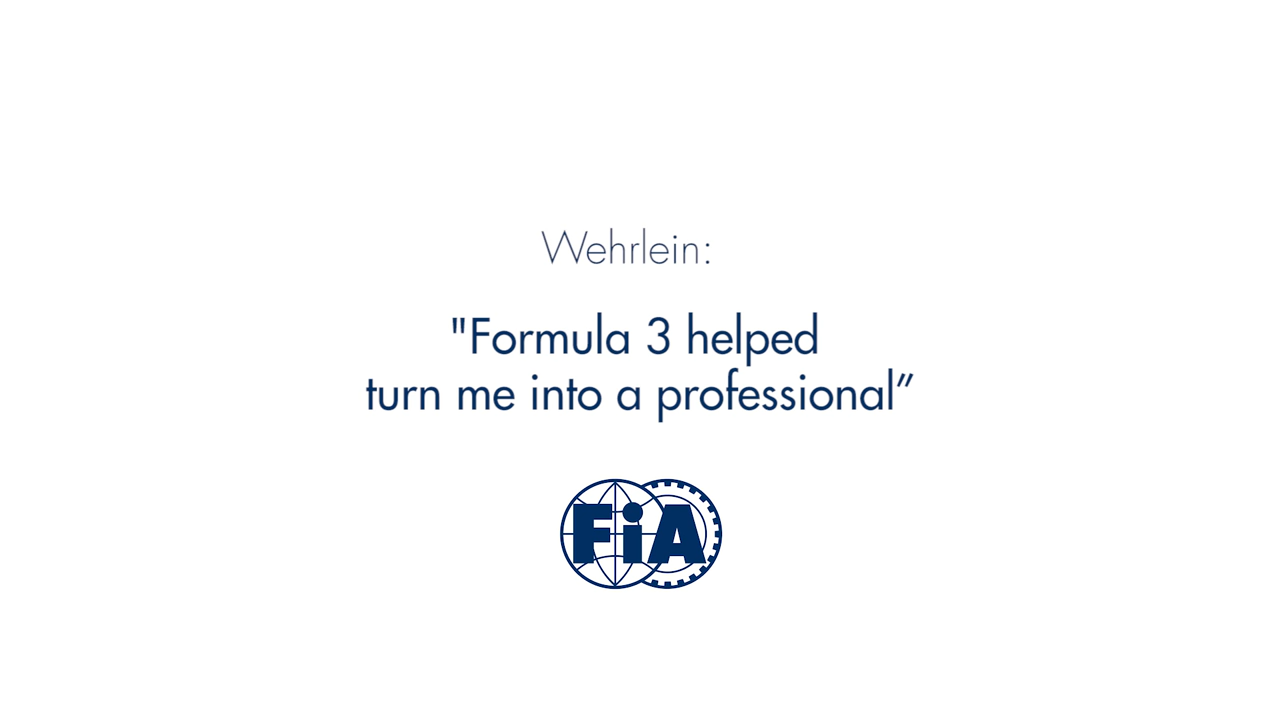 Wehrlein:
"Formula 3 helped
turn me into a professional”
FiA